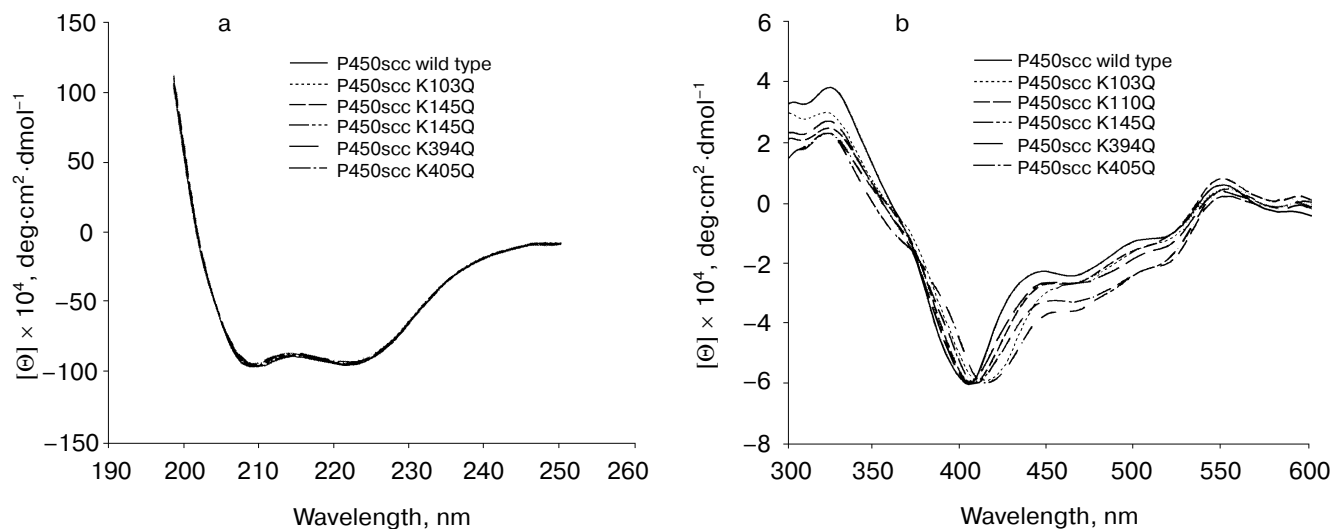 a
150
100
50
0
−50
−100
−150
190 200 210 220 230 240 250 260
Wavelength, nm
[Θ] × 10⁴, deg·cm²·dmol⁻¹
P450scc wild type
P450scc K103Q
P450scc K145Q
P450scc K145Q
P450scc K394Q
P450scc K405Q
b
6
4
2
0
−2
−4
−6
−8
300 350 400 450 500 550 600
Wavelength, nm
[Θ] × 10⁴, deg·cm²·dmol⁻¹
P450scc wild type
P450scc K103Q
P450scc K110Q
P450scc K145Q
P450scc K394Q
P450scc K405Q